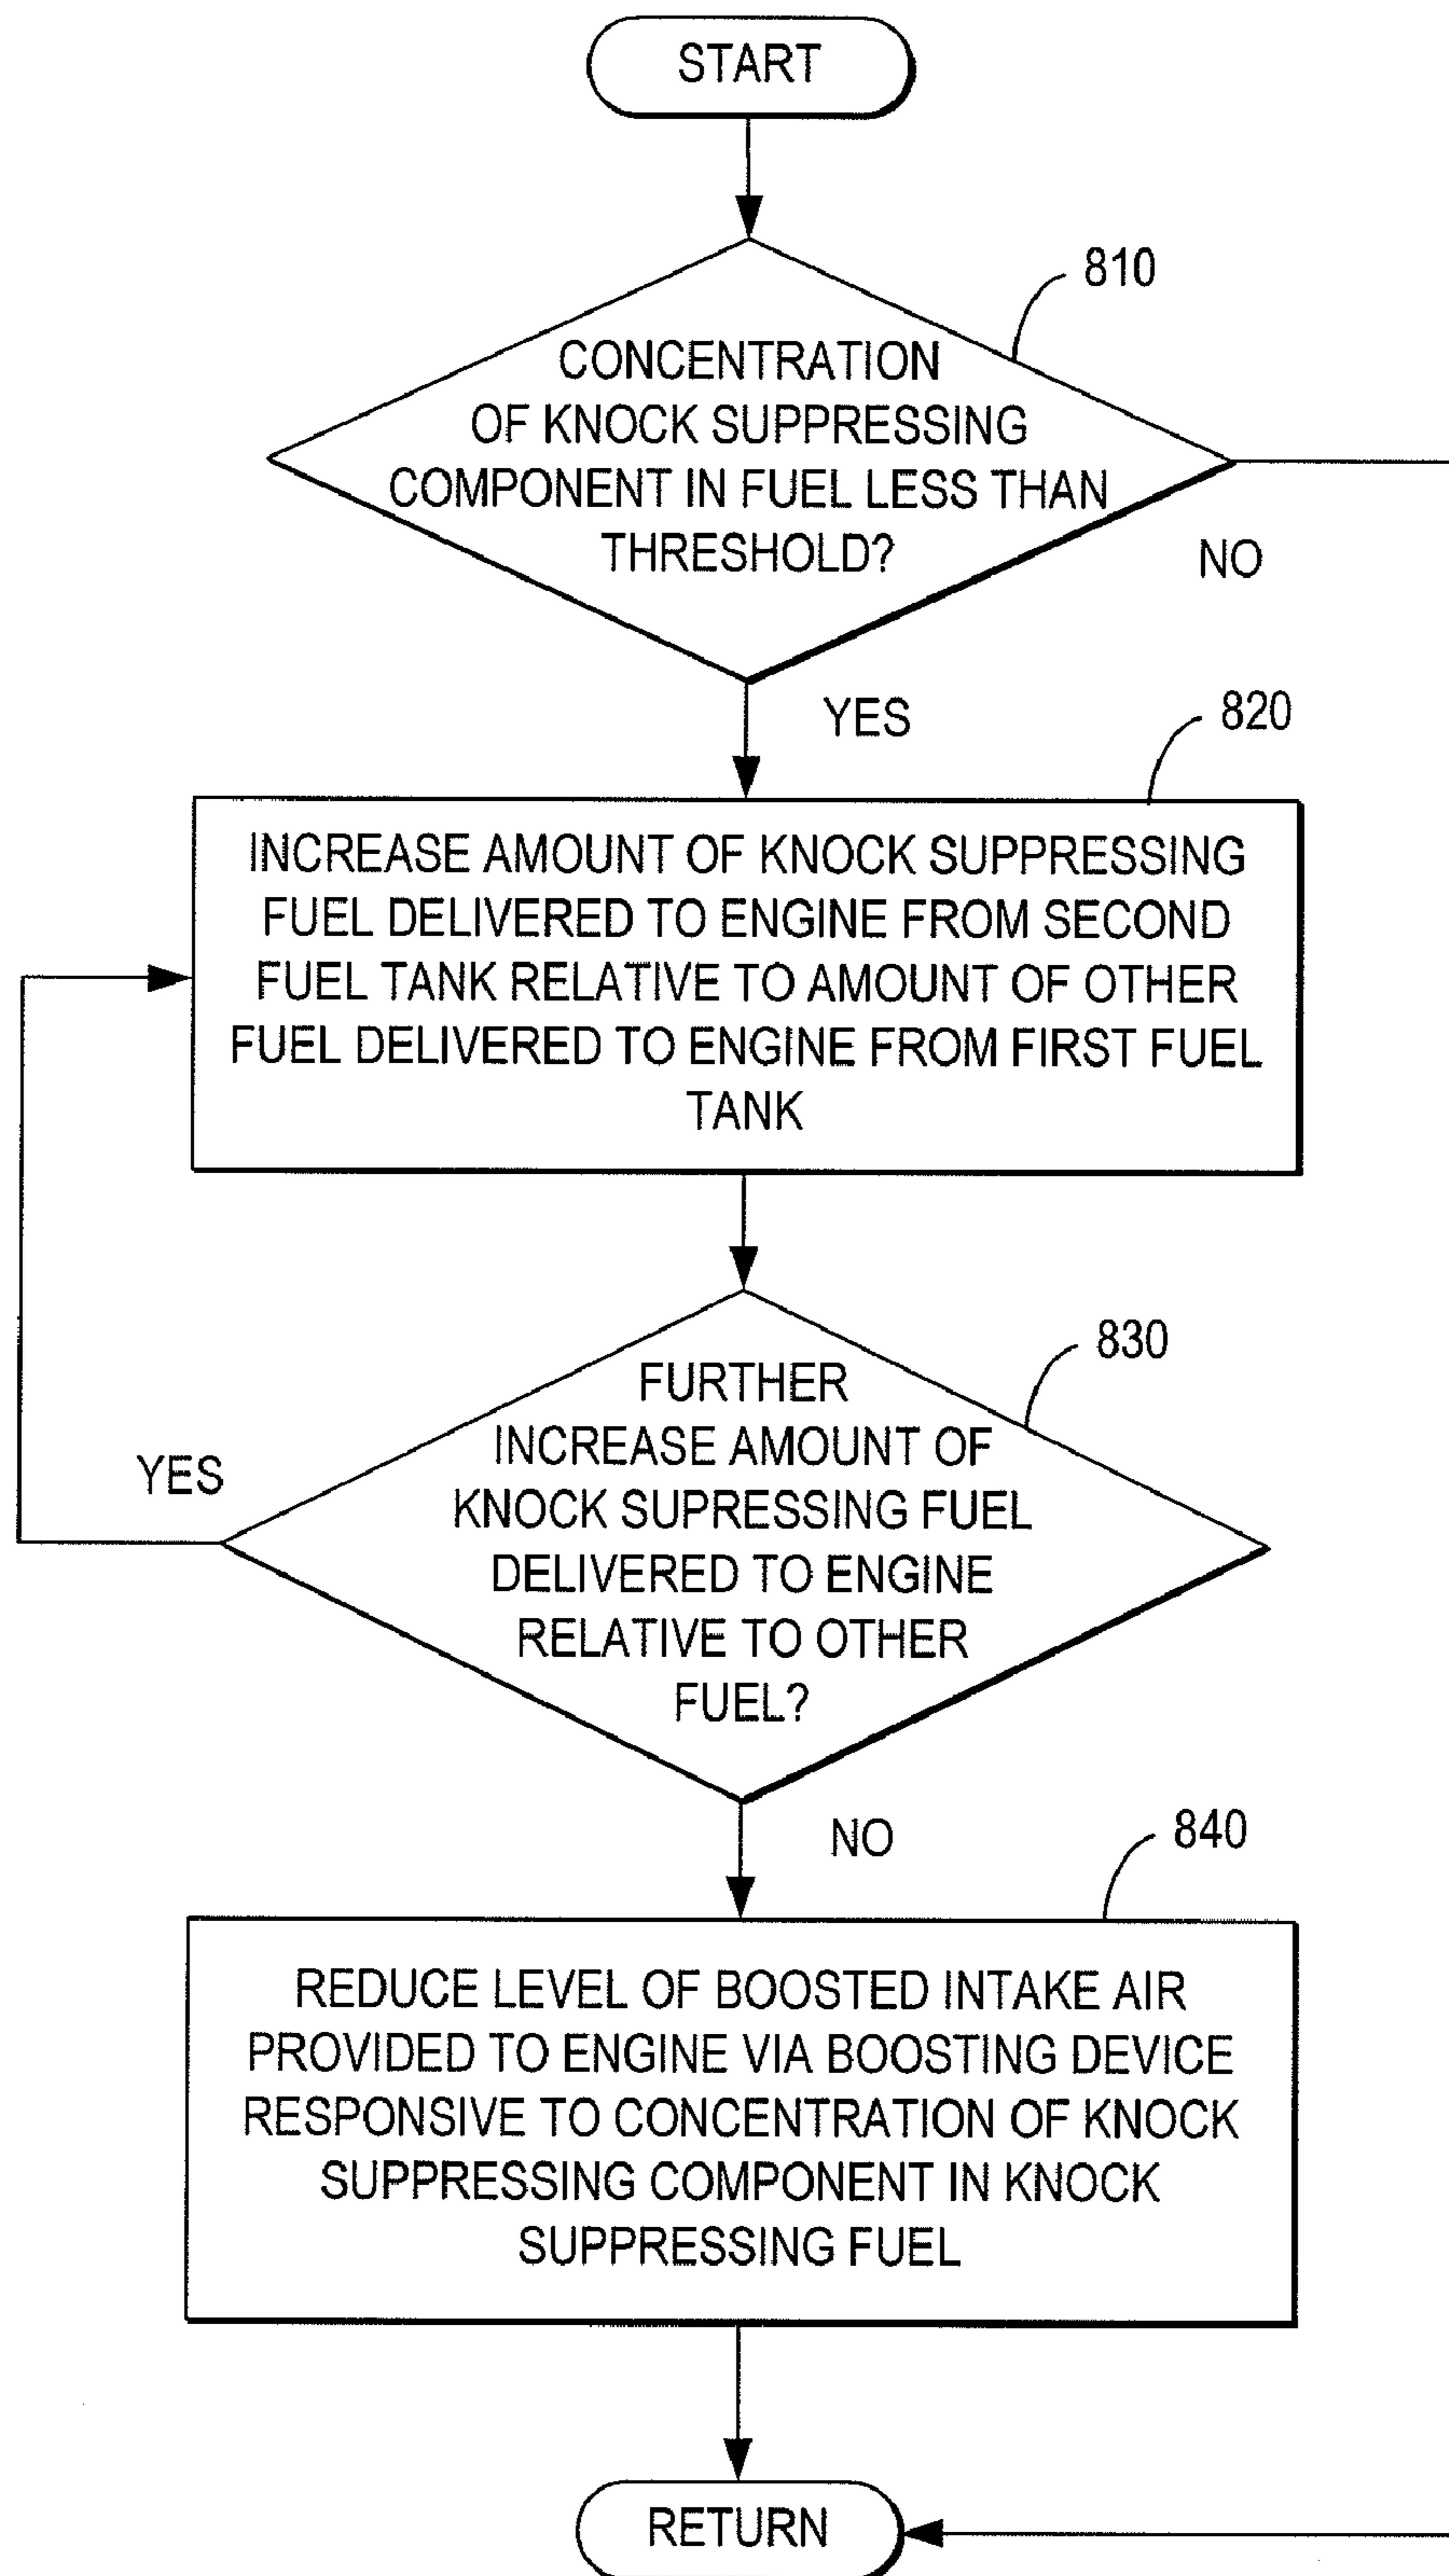 START
810
CONCENTRATION
OF KNOCK SUPPRESSING
COMPONENT IN FUEL LESS THAN
THRESHOLD?
NO
YES
820
INCREASE AMOUNT OF KNOCK SUPPRESSING
FUEL DELIVERED TO ENGINE FROM SECOND
FUEL TANK RELATIVE TO AMOUNT OF OTHER
FUEL DELIVERED TO ENGINE FROM FIRST FUEL
TANK
830
FURTHER
INCREASE AMOUNT OF
KNOCK SUPRESSING FUEL
DELIVERED TO ENGINE
RELATIVE TO OTHER
FUEL?
YES
NO
840
REDUCE LEVEL OF BOOSTED INTAKE AIR
PROVIDED TO ENGINE VIA BOOSTING DEVICE
RESPONSIVE TO CONCENTRATION OF KNOCK
SUPPRESSING COMPONENT IN KNOCK
SUPPRESSING FUEL
RETURN